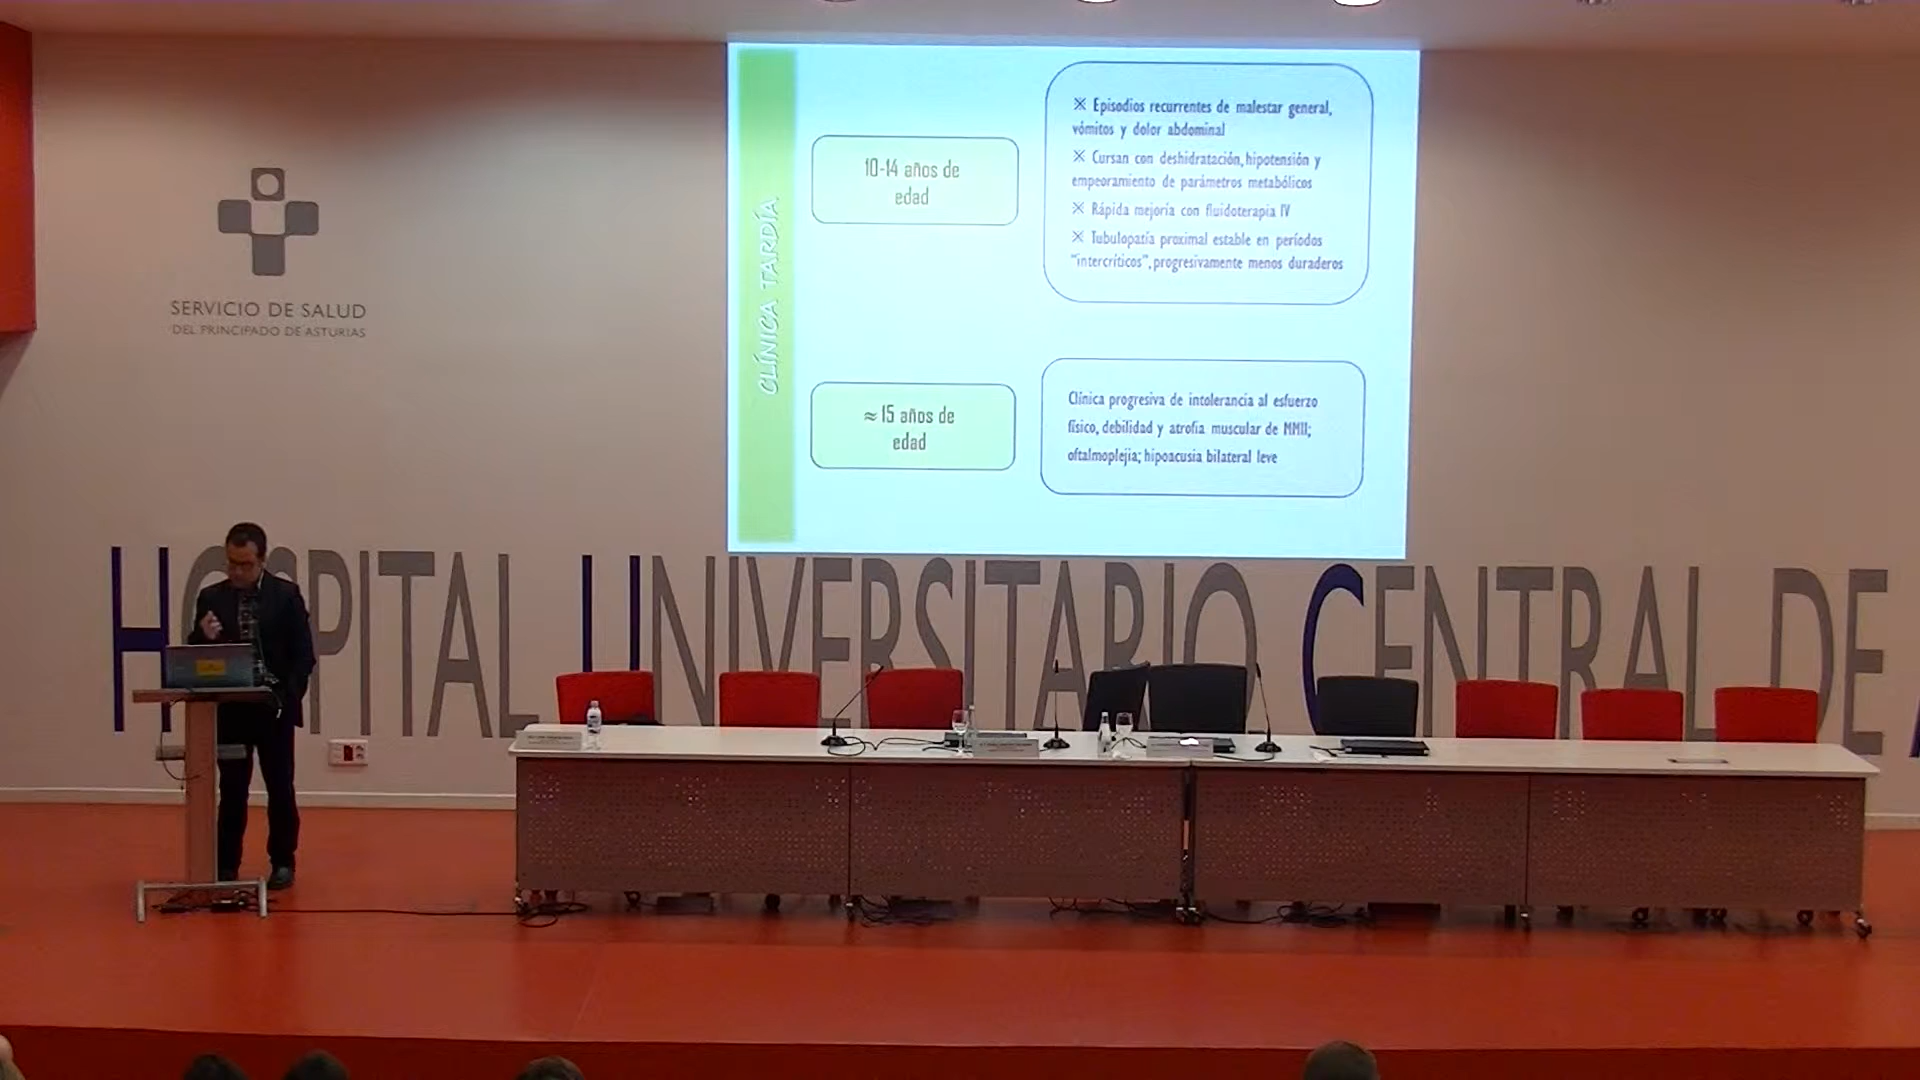 CLÍNICA TARDÍA
10-14 años de
edad
※ Episodios recurrentes de malestar general,
vómitos y dolor abdominal
※ Cursan con deshidratación, hipotensión y
empeoramiento de parámetros metabólicos
※ Rápida mejoría con fluidoterapia IV
※ Tubulopatía proximal estable en períodos
"intercríticos", progresivamente menos duraderos
≈ 15 años de
edad
Clínica progresiva de intolerancia al esfuerzo
físico, debilidad y atrofia muscular de MMII;
oftalmoplejia; hipoacusia bilateral leve
SERVICIO DE SALUD
DEL PRINCIPADO DE ASTURIAS
HOSPITAL UNIVERSITARIO CENTRAL DE